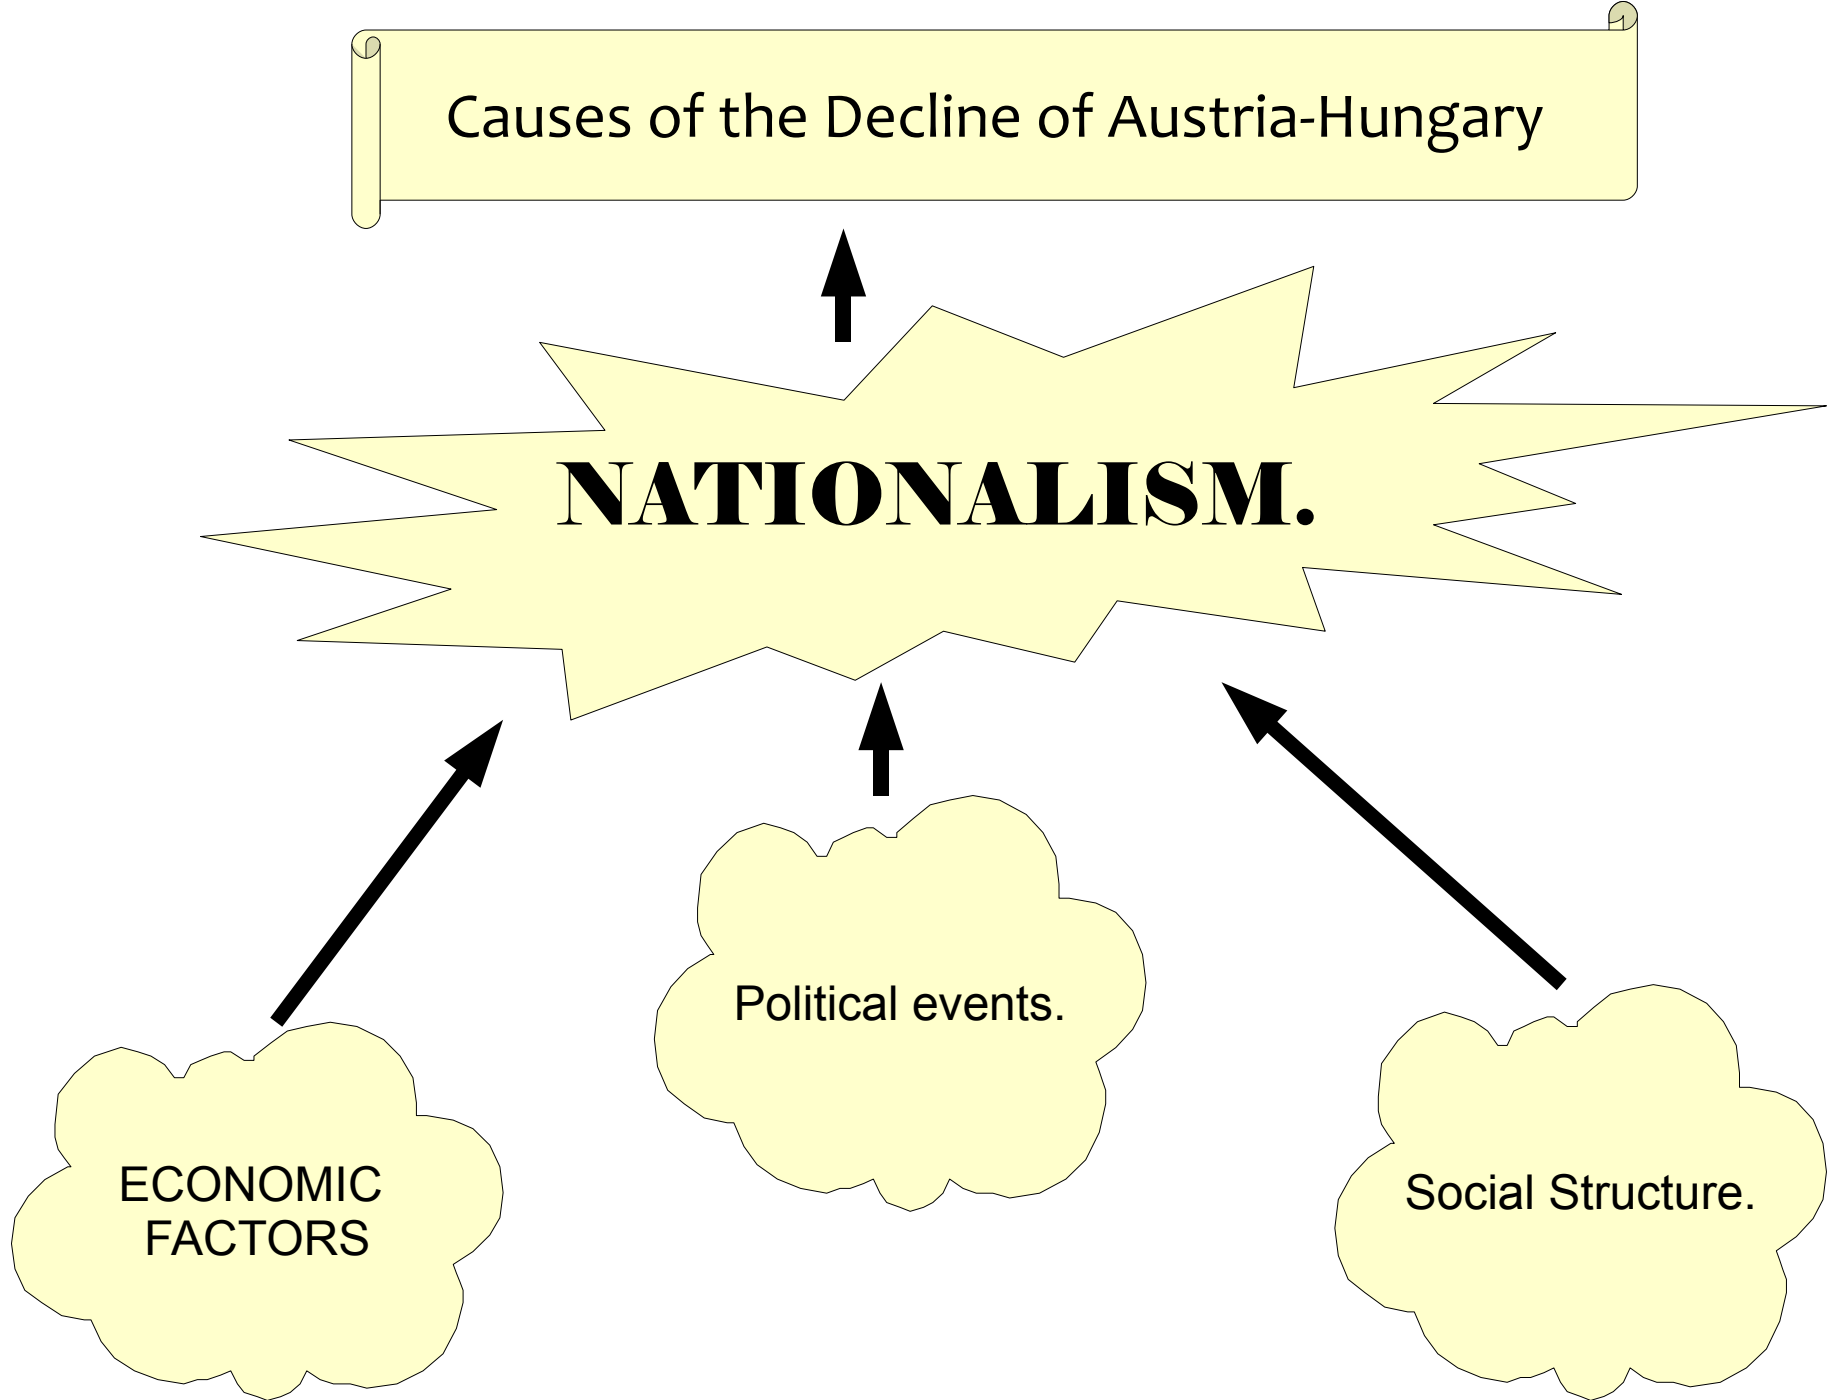 Causes of the Decline of Austria-Hungary
NATIONALISM.
Political events.
ECONOMIC
FACTORS
Social Structure.